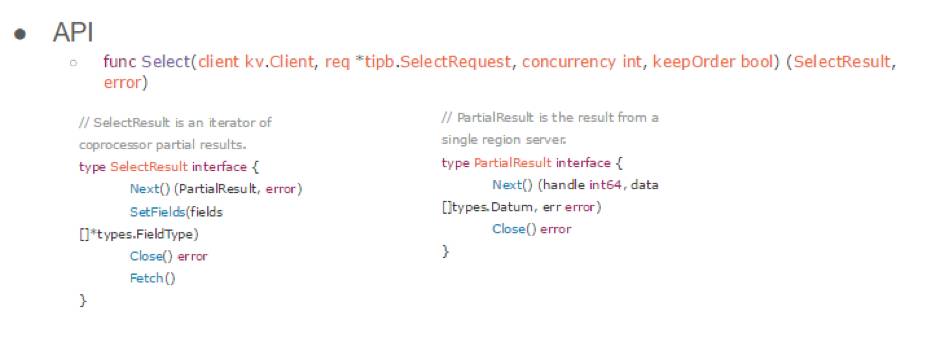 ● API
○ func Select(client kv.Client, req *tipb.SelectRequest, concurrency int, keepOrder bool) (SelectResult,
error)
// SelectResult is an iterator of
coprocessor partial results.
type SelectResult interface {
Next() (PartialResult, error)
SetFields(fields
[]*types.FieldType)
Close() error
Fetch()
}
// PartialResult is the result from a
single region server.
type PartialResult interface {
Next() (handle int64, data
[]types.Datum, err error)
Close() error
}